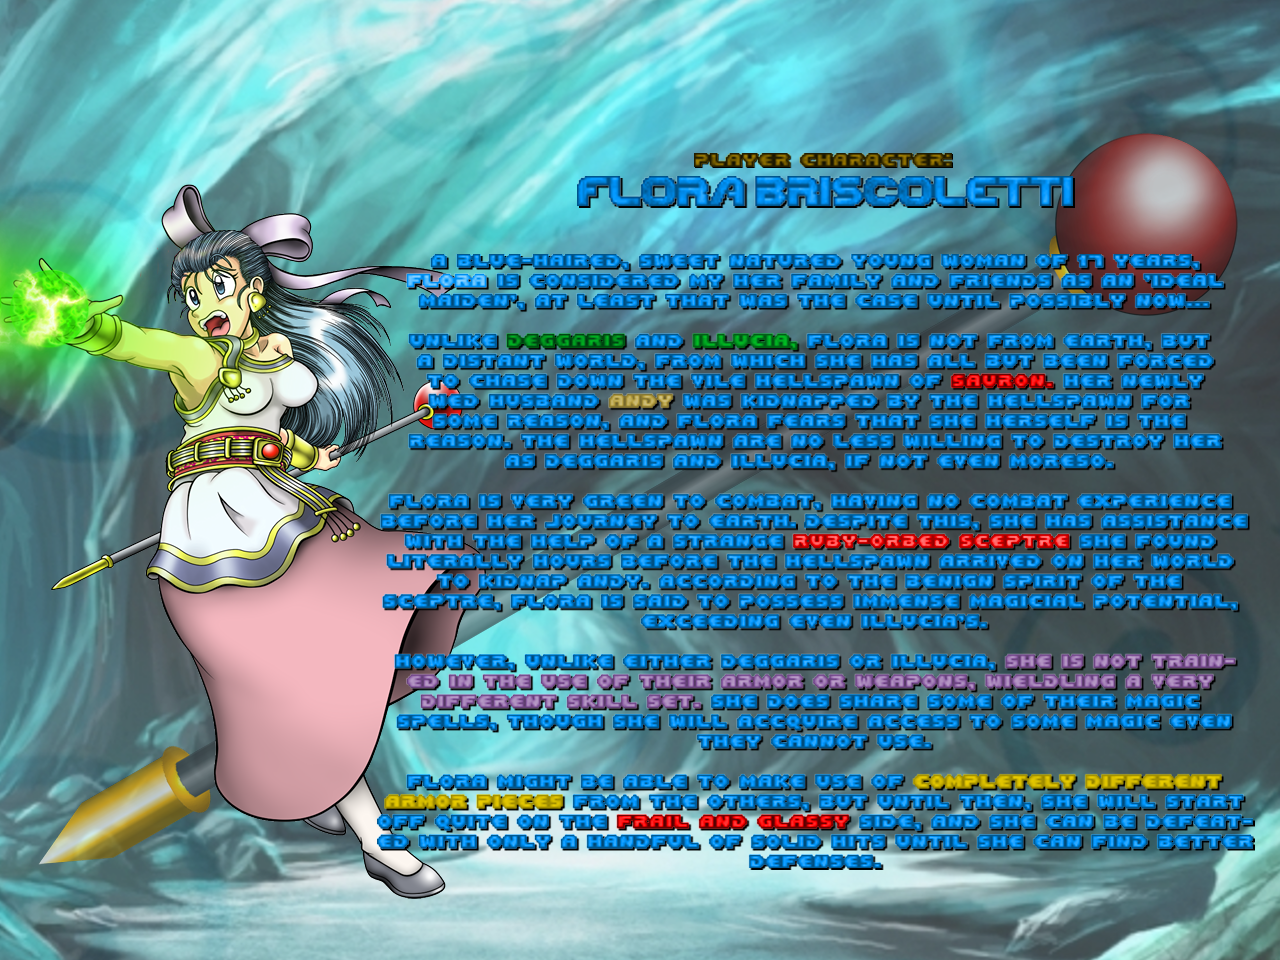 PLAYER CHARACTER:
FLORA BRISCOLETTI
A BLUE-HAIRED, SWEET NATURED YOUNG WOMAN OF 17 YEARS,
FLORA IS CONSIDERED MY HER FAMILY AND FRIENDS AS AN 'IDEAL
MAIDEN', AT LEAST THAT WAS THE CASE UNTIL POSSIBLY NOW...
UNLIKE DEGGARIS AND ILLUCIA, FLORA IS NOT FROM EARTH, BUT
A DISTANT WORLD, FROM WHICH SHE HAS ALL BUT BEEN FORCED
TO CHASE DOWN THE VILE HELLSPAWN OF SAURON. HER NEWLY
WED HUSBAND ANDY WAS KIDNAPPED BY THE HELLSPAWN FOR
SOME REASON, AND FLORA FEARS THAT SHE HERSELF IS THE
REASON. THE HELLSPAWN ARE NO LESS WILLING TO DESTROY HER
AS DEGGARIS AND ILLUCIA, IF NOT EVEN MORESO.
FLORA IS VERY GREEN TO COMBAT, HAVING NO COMBAT EXPERIENCE
BEFORE HER JOURNEY TO EARTH. DESPITE THIS, SHE HAS ASSISTANCE
WITH THE HELP OF A STRANGE RUBY-ORBED SCEPTRE SHE FOUND
LITERALLY HOURS BEFORE THE HELLSPAWN ARRIVED ON HER WORLD
TO KIDNAP ANDY. ACCORDING TO THE BENIGN SPIRIT OF THE
SCEPTRE, FLORA IS SAID TO POSSESS IMMENSE MAGICIAL POTENTIAL,
EXCEEDING EVEN ILLUCIA'S.
HOWEVER, UNLIKE EITHER DEGGARIS OR ILLUCIA, SHE IS NOT TRAIN-
ED IN THE USE OF THEIR ARMOR OR WEAPONS, WIELDLING A VERY
DIFFERENT SKILL SET. SHE DOES SHARE SOME OF THEIR MAGIC
SPELLS, THOUGH SHE WILL ACCQUIRE ACCESS TO SOME MAGIC EVEN
THEY CANNOT USE.
FLORA MIGHT BE ABLE TO MAKE USE OF COMPLETELY DIFFERENT
ARMOR PIECES FROM THE OTHERS, BUT UNTIL THEN, SHE WILL START
OFF QUITE ON THE FRAIL AND GLASSY SIDE, AND SHE CAN BE DEFEAT-
ED WITH ONLY A HANDFUL OF SOLID HITS UNTIL SHE CAN FIND BETTER
DEFENSES.